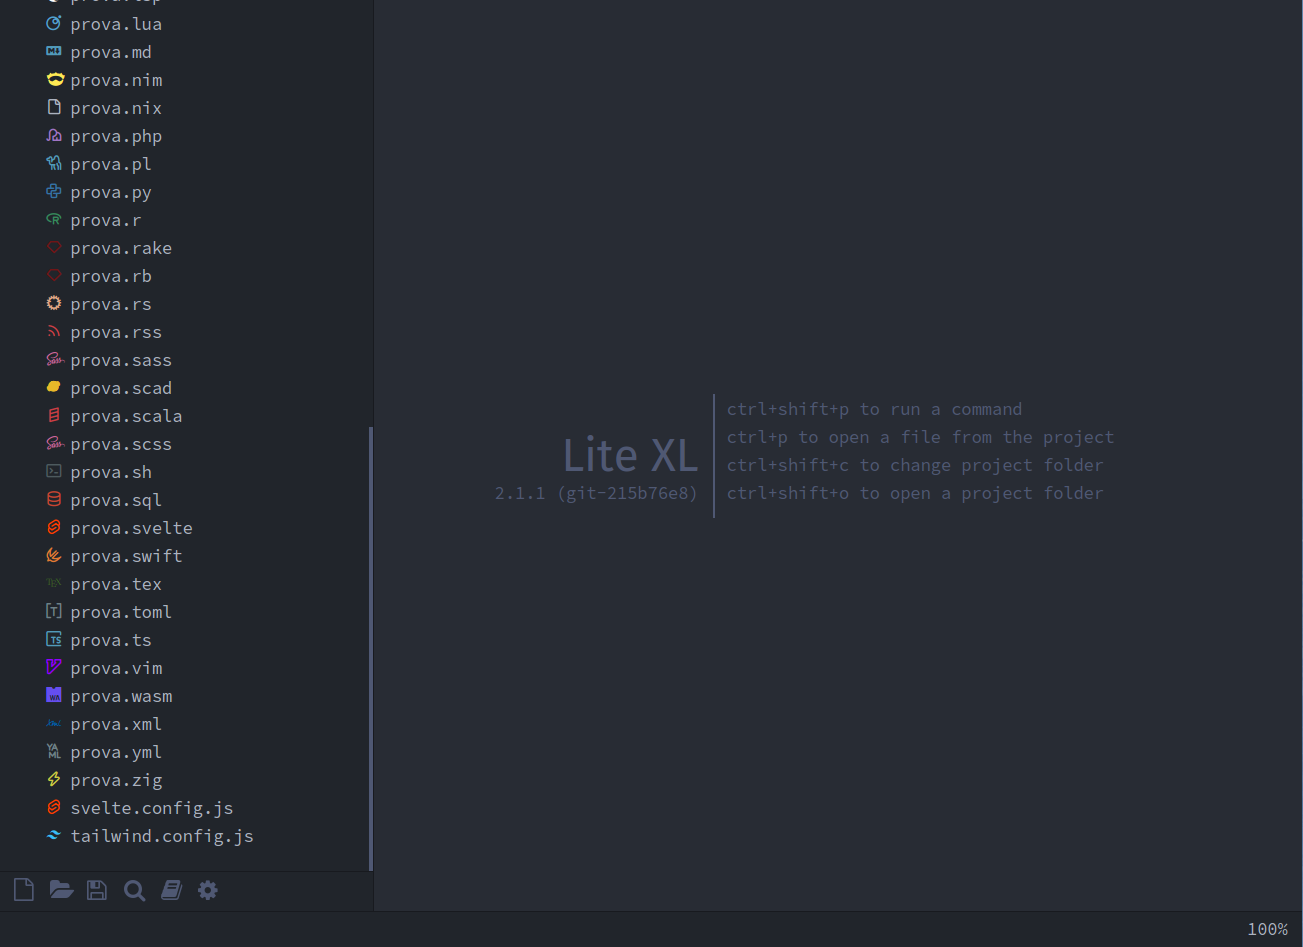 prova.lua
prova.md
prova.nim
prova.nix
prova.php
prova.pl
prova.py
prova.r
prova.rake
prova.rb
prova.rs
prova.rss
prova.sass
prova.scad
prova.scala
prova.scss
prova.sh
prova.sql
prova.svelte
prova.swift
prova.tex
prova.toml
prova.ts
prova.vim
prova.wasm
prova.xml
prova.yml
prova.zig
svelte.config.js
tailwind.config.js
Lite XL
2.1.1 (git-215b76e8)
ctrl+shift+p to run a command
ctrl+p to open a file from the project
ctrl+shift+c to change project folder
ctrl+shift+o to open a project folder
100%